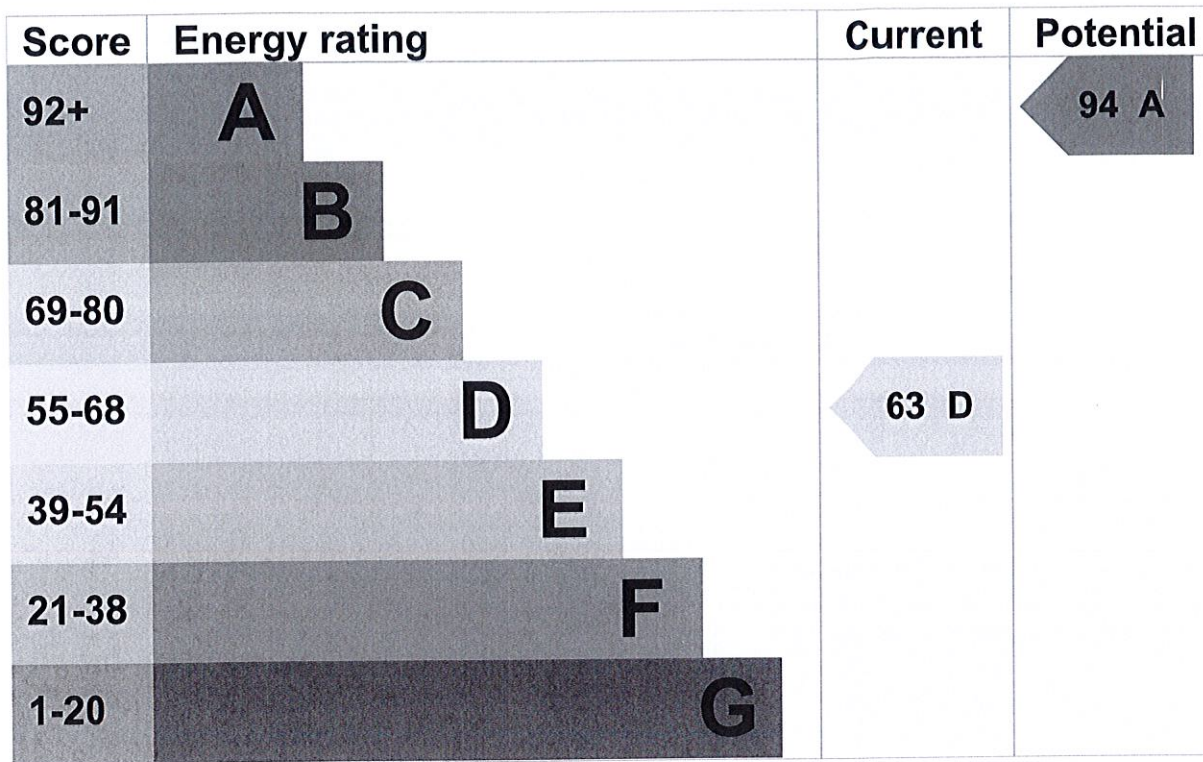 Score Energy rating Current Potential
92+ A 94 A
81-91 B
69-80 C
55-68 D 63 D
39-54 E
21-38 F
1-20 G